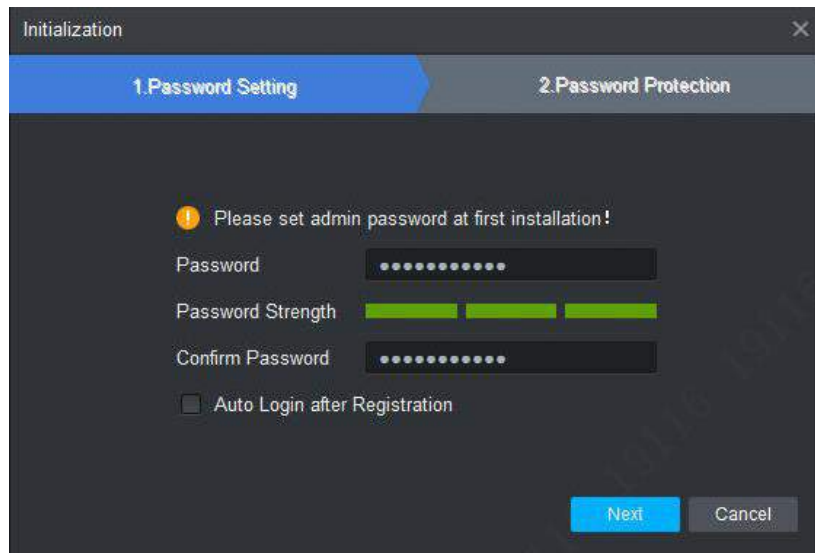 Initialization
1.Password Setting
2.Password Protection
Please set admin password at first installation!
Password
Password Strength
Confirm Password
Auto Login after Registration
Next
Cancel